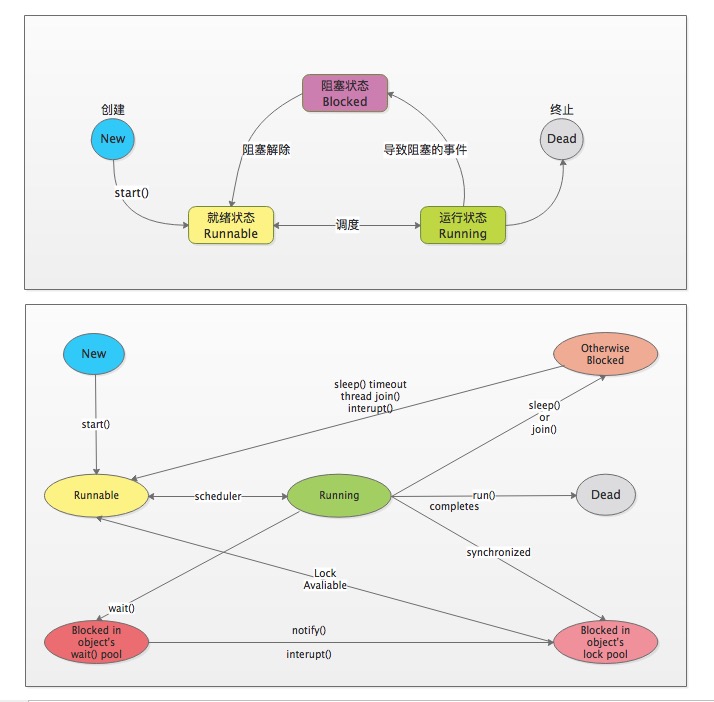 创建
New
start()
阻塞状态
Blocked
阻塞解除
导致阻塞的事件
终止
Dead
就绪状态
Runnable
调度
运行状态
Running
New
Otherwise
Blocked
sleep() timeout
thread join()
interupt()
sleep()
or
join()
start()
Runnable
scheduler
Running
run()
completes
Dead
synchronized
Lock
Avaliable
wait()
Blocked in
object's
wait() pool
notify()
interupt()
Blocked in
object's
lock pool